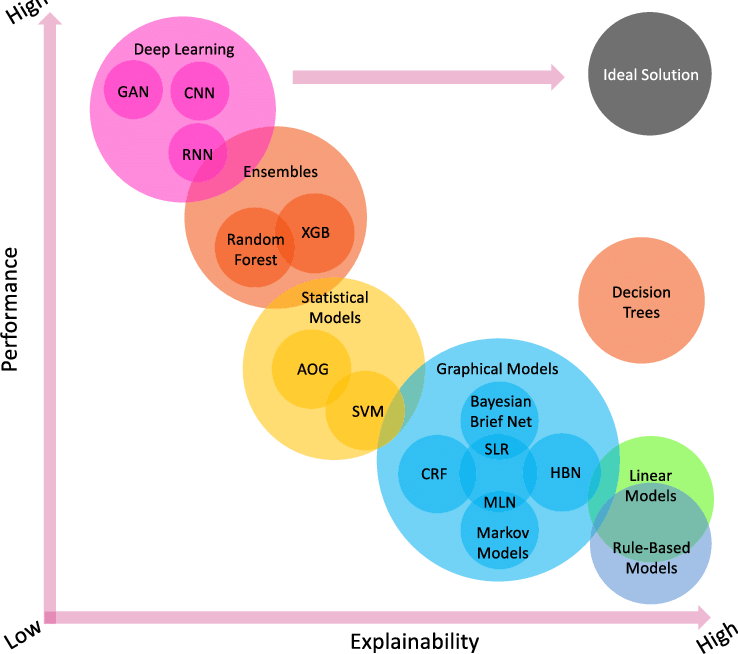 High
Deep Learning
GAN
CNN
RNN
Ideal Solution
Ensembles
Random
Forest
XGB
Decision
Trees
Statistical
Models
AOG
SVM
Graphical Models
Bayesian
Brief Net
SLR
CRF
HBN
MLN
Markov
Models
Linear
Models
Rule-Based
Models
Performance
Low
Explainability
High